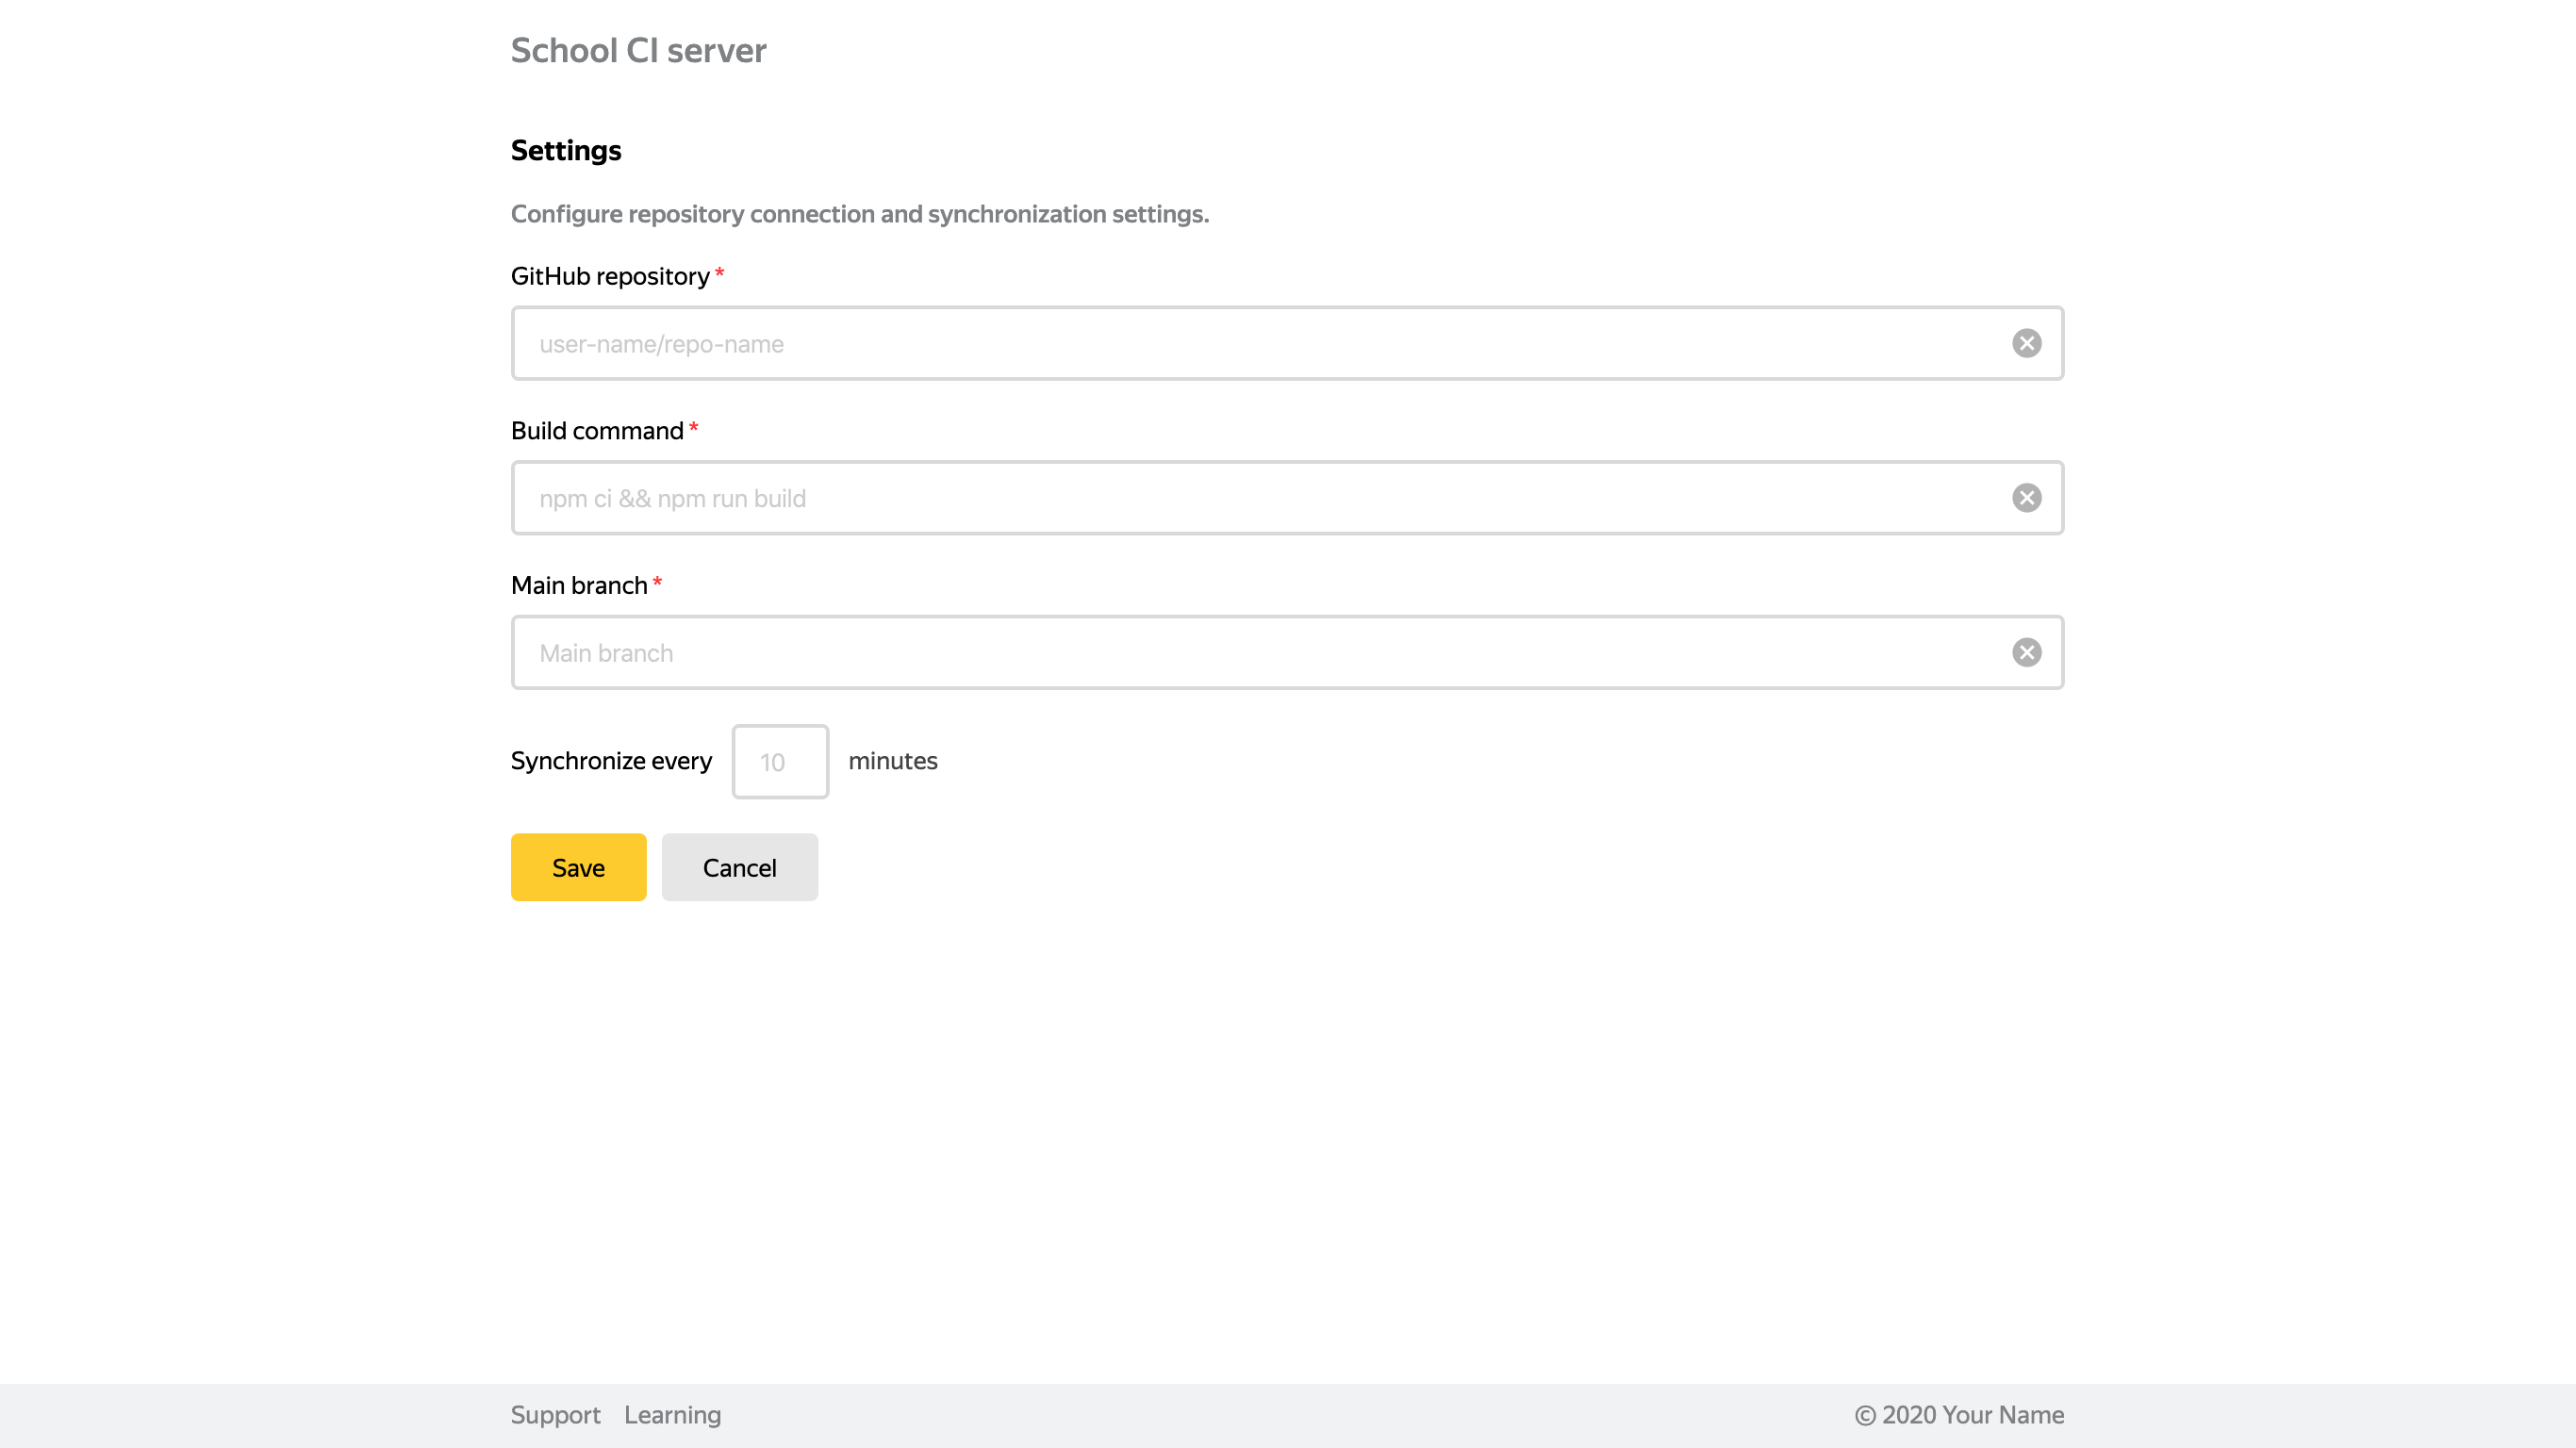 School CI server
Settings
Configure repository connection and synchronization settings.
GitHub repository *
user-name/repo-name
Build command *
npm ci && npm run build
Main branch *
Main branch
Synchronize every 10 minutes
Save Cancel
Support Learning © 2020 Your Name